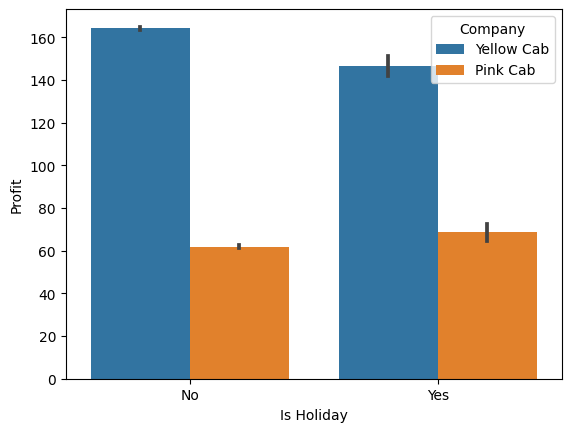 Company
Yellow Cab
Pink Cab
160
140
120
100
80
60
40
20
0
Profit
No
Yes
Is Holiday